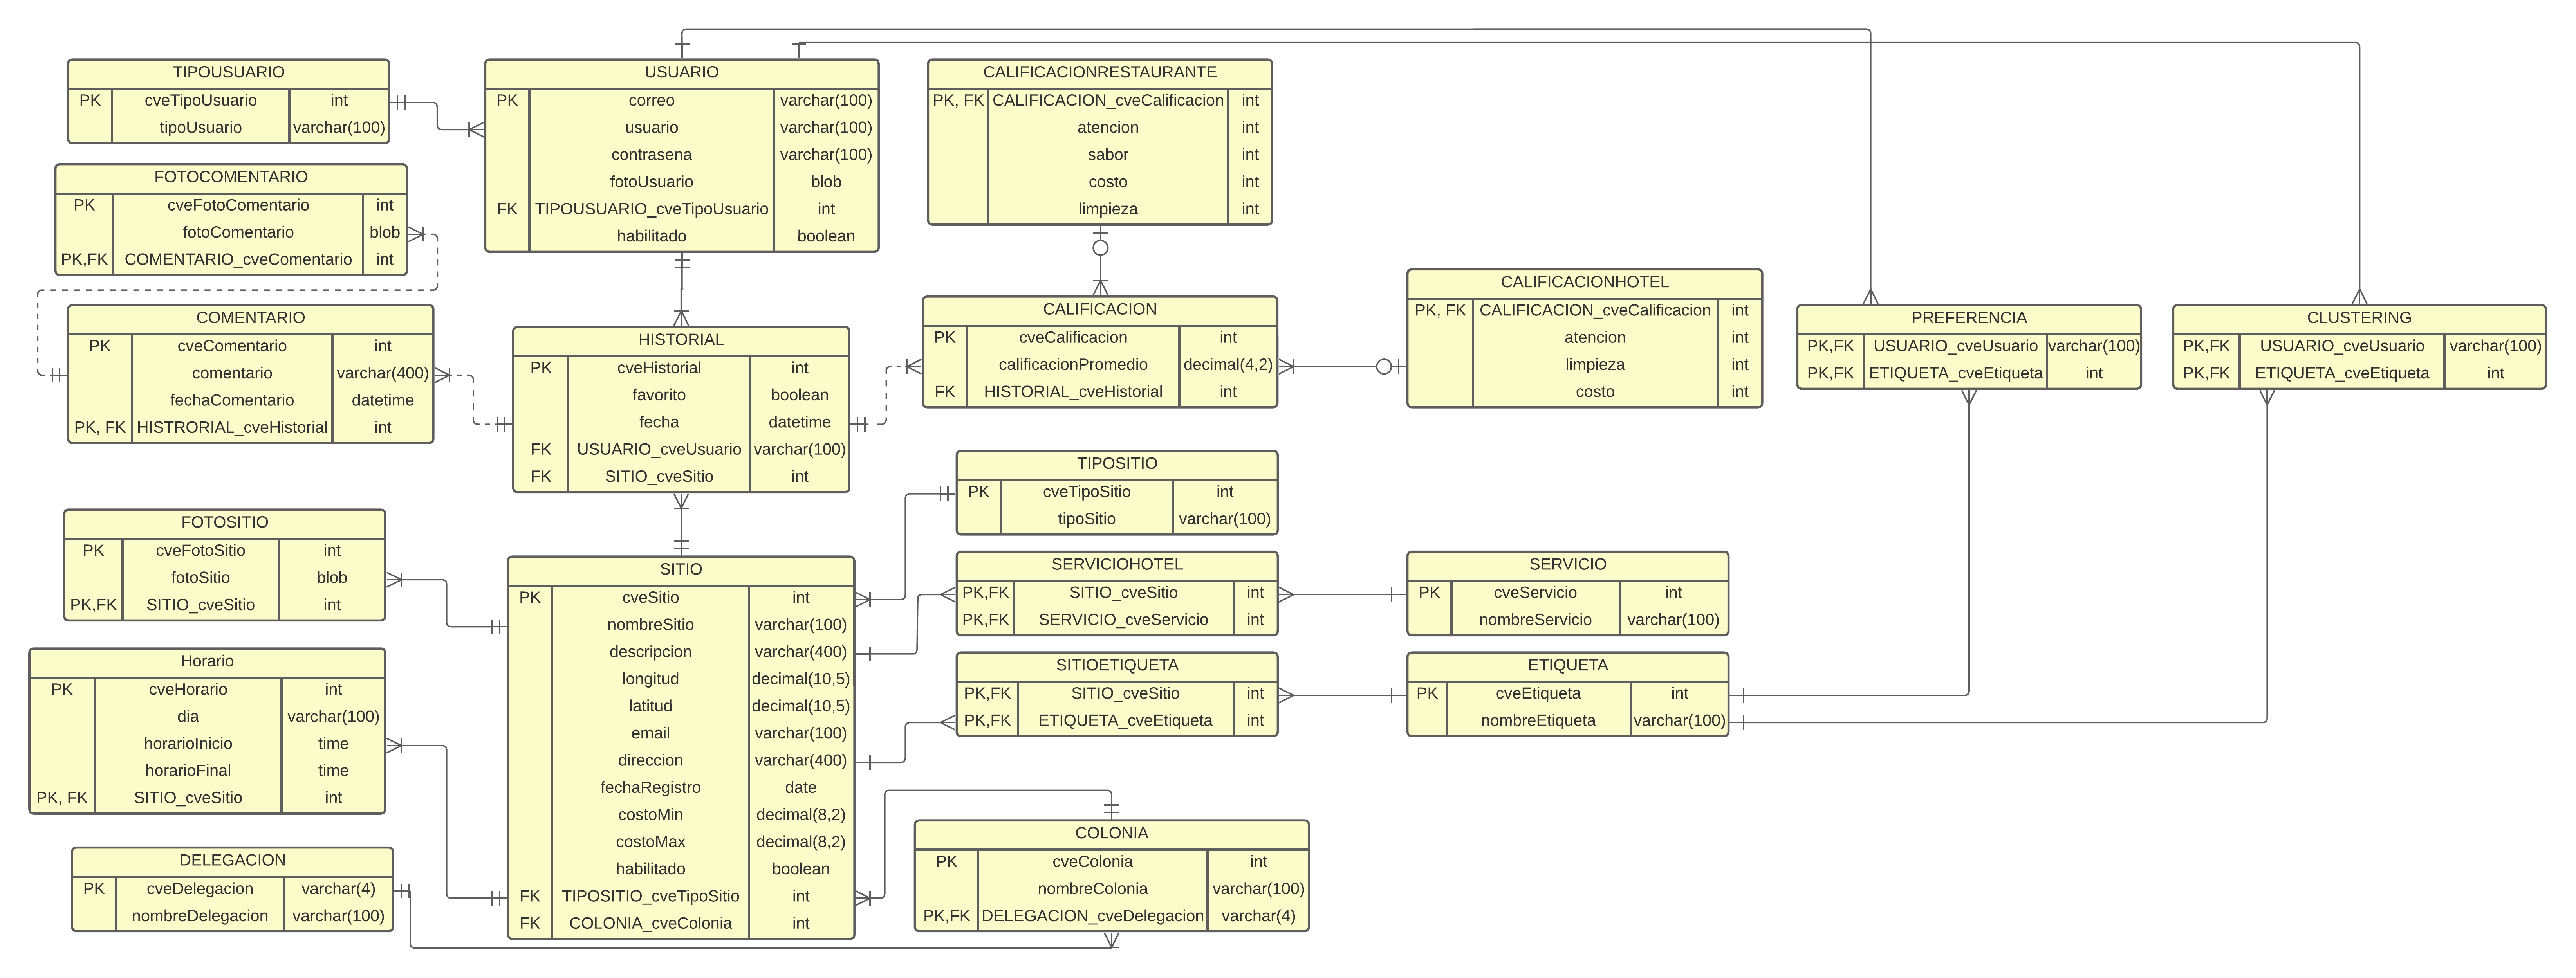 TIPOUSUARIO
PK cveTipoUsuario int
tipoUsuario varchar(100)
USUARIO
PK correo varchar(100)
usuario varchar(100)
contrasena varchar(100)
fotoUsuario blob
FK TIPOUSUARIO_cveTipoUsuario int
habilitado boolean
CALIFICACIONRESTAURANTE
PK, FK CALIFICACION_cveCalificacion int
atencion int
sabor int
costo int
limpieza int
FOTOCOMENTARIO
PK cveFotoComentario int
fotoComentario blob
PK,FK COMENTARIO_cveComentario int
COMENTARIO
PK cveComentario int
comentario varchar(400)
fechaComentario datetime
PK, FK HISTRORIAL_cveHistorial int
HISTORIAL
PK cveHistorial int
favorito boolean
fecha datetime
FK USUARIO_cveUsuario varchar(100)
FK SITIO_cveSitio int
CALIFICACION
PK cveCalificacion int
calificacionPromedio decimal(4,2)
FK HISTORIAL_cveHistorial int
CALIFICACIONHOTEL
PK, FK CALIFICACION_cveCalificacion int
atencion int
limpieza int
costo int
PREFERENCIA
PK,FK USUARIO_cveUsuario varchar(100)
PK,FK ETIQUETA_cveEtiqueta int
CLUSTERING
PK,FK USUARIO_cveUsuario varchar(100)
PK,FK ETIQUETA_cveEtiqueta int
TIPOSITIO
PK cveTipoSitio int
tipoSitio varchar(100)
FOTOSITIO
PK cveFotoSitio int
fotoSitio blob
PK,FK SITIO_cveSitio int
SITIO
PK cveSitio int
nombreSitio varchar(100)
descripcion varchar(400)
longitud decimal(10,5)
latitud decimal(10,5)
email varchar(100)
direccion varchar(400)
fechaRegistro date
costoMin decimal(8,2)
costoMax decimal(8,2)
habilitado boolean
FK TIPOSITIO_cveTipoSitio int
FK COLONIA_cveColonia int
SERVICIOHOTEL
PK,FK SITIO_cveSitio int
PK,FK SERVICIO_cveServicio int
SERVICIO
PK cveServicio int
nombreServicio varchar(100)
SITIOETIQUETA
PK,FK SITIO_cveSitio int
PK,FK ETIQUETA_cveEtiqueta int
ETIQUETA
PK cveEtiqueta int
nombreEtiqueta varchar(100)
Horario
PK cveHorario int
dia varchar(100)
horarioInicio time
horarioFinal time
PK, FK SITIO_cveSitio int
DELEGACION
PK cveDelegacion varchar(4)
nombreDelegacion varchar(100)
COLONIA
PK cveColonia int
nombreColonia varchar(100)
PK,FK DELEGACION_cveDelegacion varchar(4)